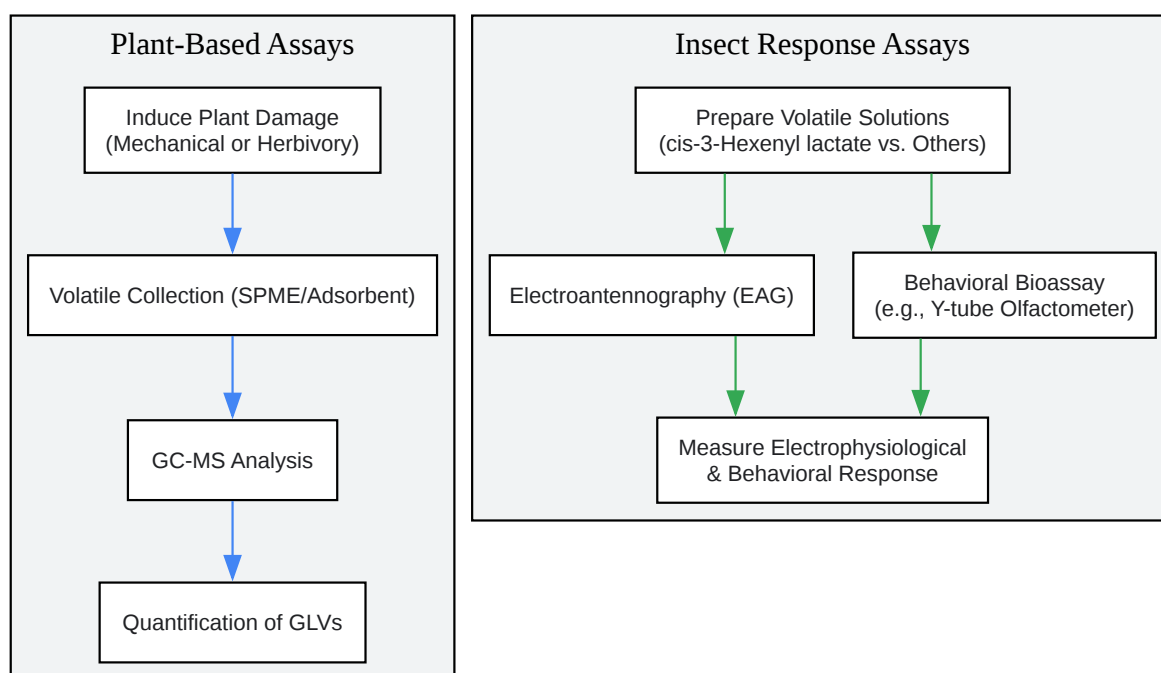 Plant-Based Assays
Induce Plant Damage
(Mechanical or Herbivory)
Volatile Collection (SPME/Adsorbent)
GC-MS Analysis
Quantification of GLVs
Insect Response Assays
Prepare Volatile Solutions
(cis-3-Hexenyl lactate vs. Others)
Electroantennography (EAG)
Behavioral Bioassay
(e.g., Y-tube Olfactometer)
Measure Electrophysiological
& Behavioral Response